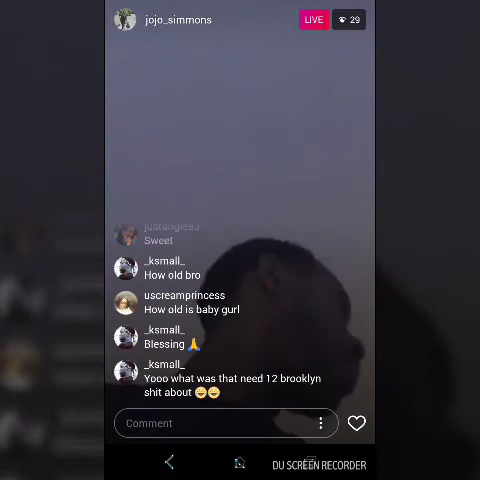 jojo_simmons
LIVE
29
justangie83
Sweet
_ksmall_
How old bro
uscreamprincess
How old is baby gurl
_ksmall_
Blessing 🙏
_ksmall_
Yooo what was that need 12 brooklyn
shit about 😅😅
Comment
DU SCREEN RECORDER